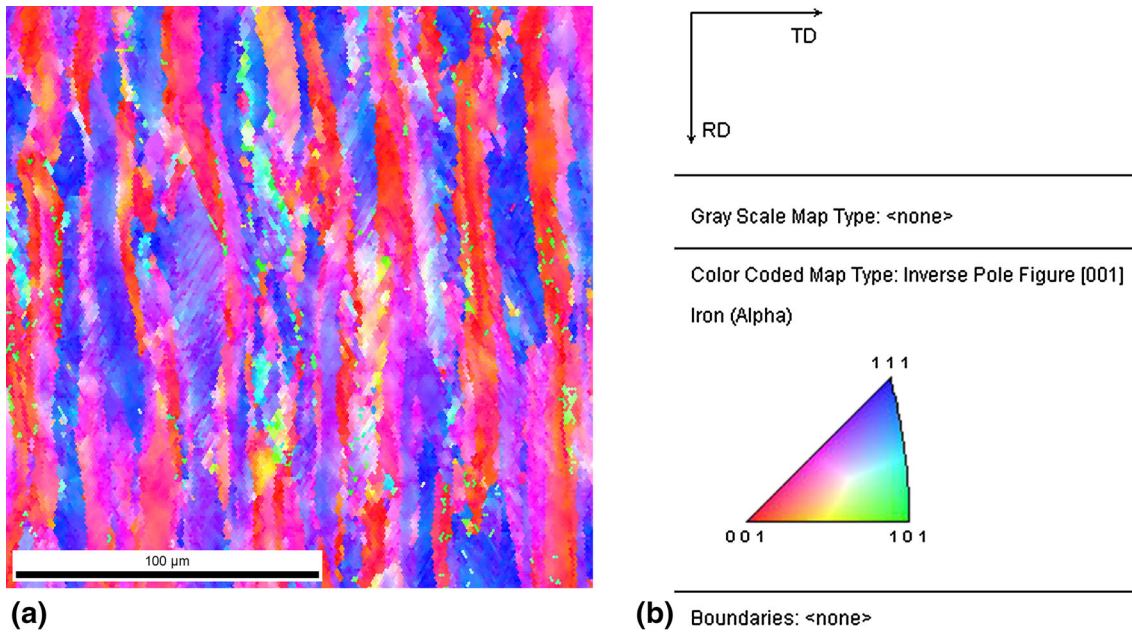 100 µm
(a)
TD
RD
Gray Scale Map Type: <none>
Color Coded Map Type: Inverse Pole Figure [001]
Iron (Alpha)
1 1 1
0 0 1
1 0 1
(b)
Boundaries: <none>